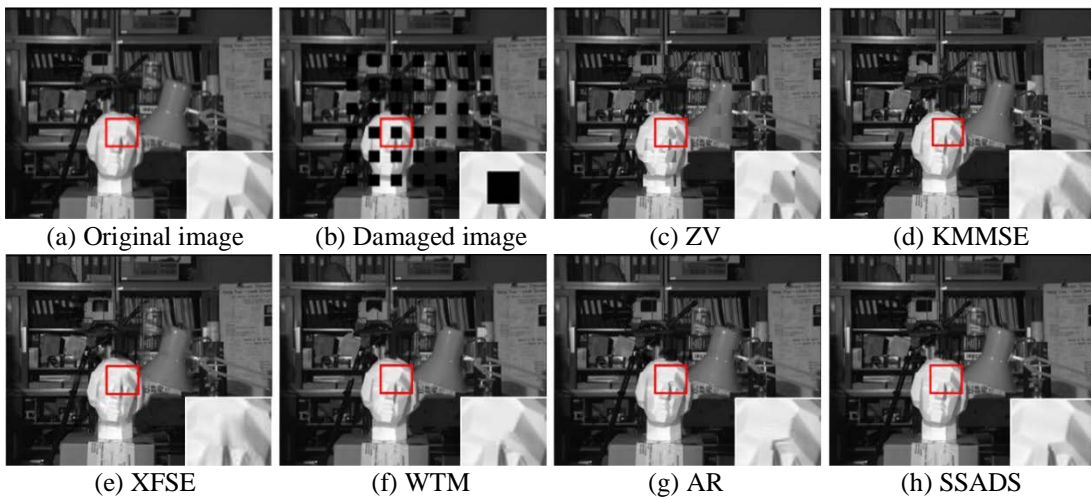 (a) Original image
(b) Damaged image
(c) ZV
(d) KMMSE
(e) XFSE
(f) WTM
(g) AR
(h) SSADS